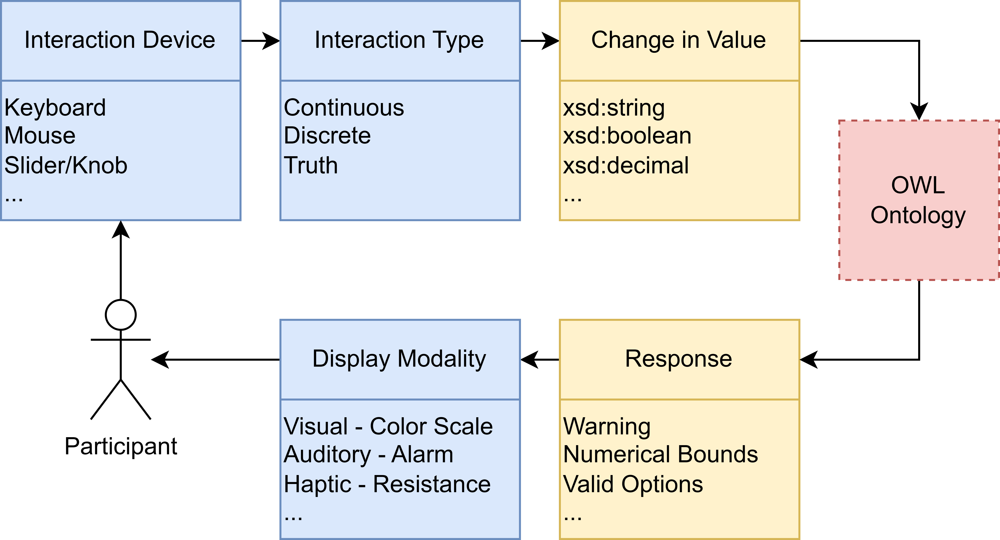 Interaction Device
Keyboard
Mouse
Slider/Knob
...
Interaction Type
Continuous
Discrete
Truth
Change in Value
xsd:string
xsd:boolean
xsd:decimal
...
OWL
Ontology
Participant
Display Modality
Visual - Color Scale
Auditory - Alarm
Haptic - Resistance
...
Response
Warning
Numerical Bounds
Valid Options
...